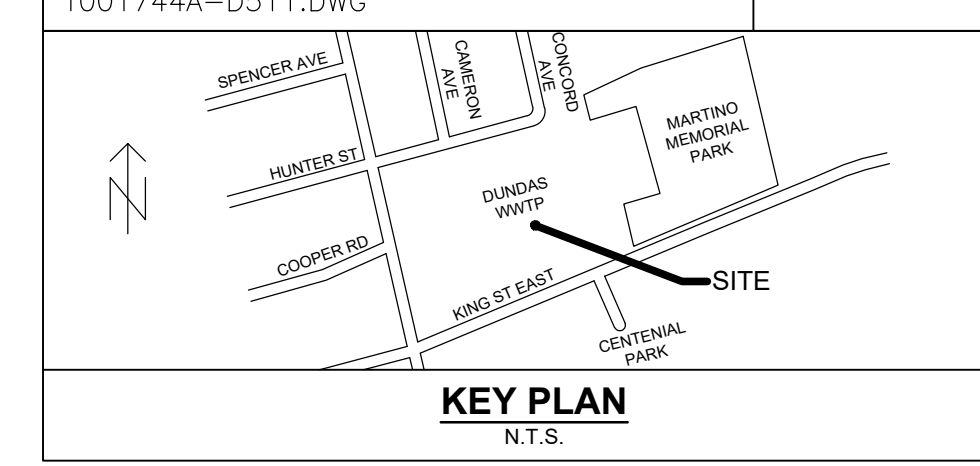 1001744A-D511.DWG
SPENCER AVE
CAMERON
AVE
CONCORD
AVE
MARTINO
MEMORIAL
PARK
HUNTER ST
N
DUNDAS
WWTP
COOPER RD
SITE
KING ST EAST
CENTENIAL
PARK
KEY PLAN
N.T.S.